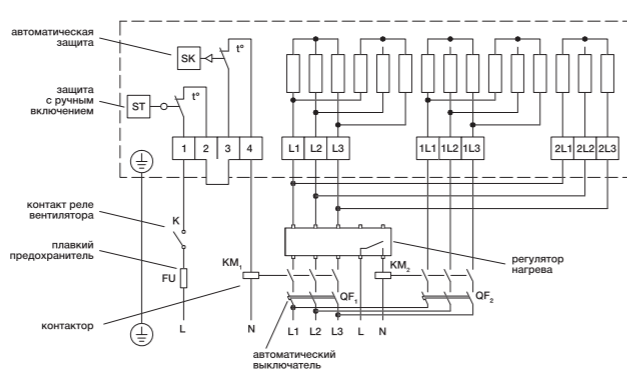 автоматическая
защита
SK
t°
защита
с ручным
включением
ST
t°
1 2 3 4
L1 L2 L3
1L1 1L2 1L3
2L1 2L2 2L3
контакт реле
вентилятора
K
плавкий
предохранитель
FU
KM1
KM2
регулятор
нагрева
QF1
QF2
контактор
L N L1 L2 L3 L N
автоматический
выключатель